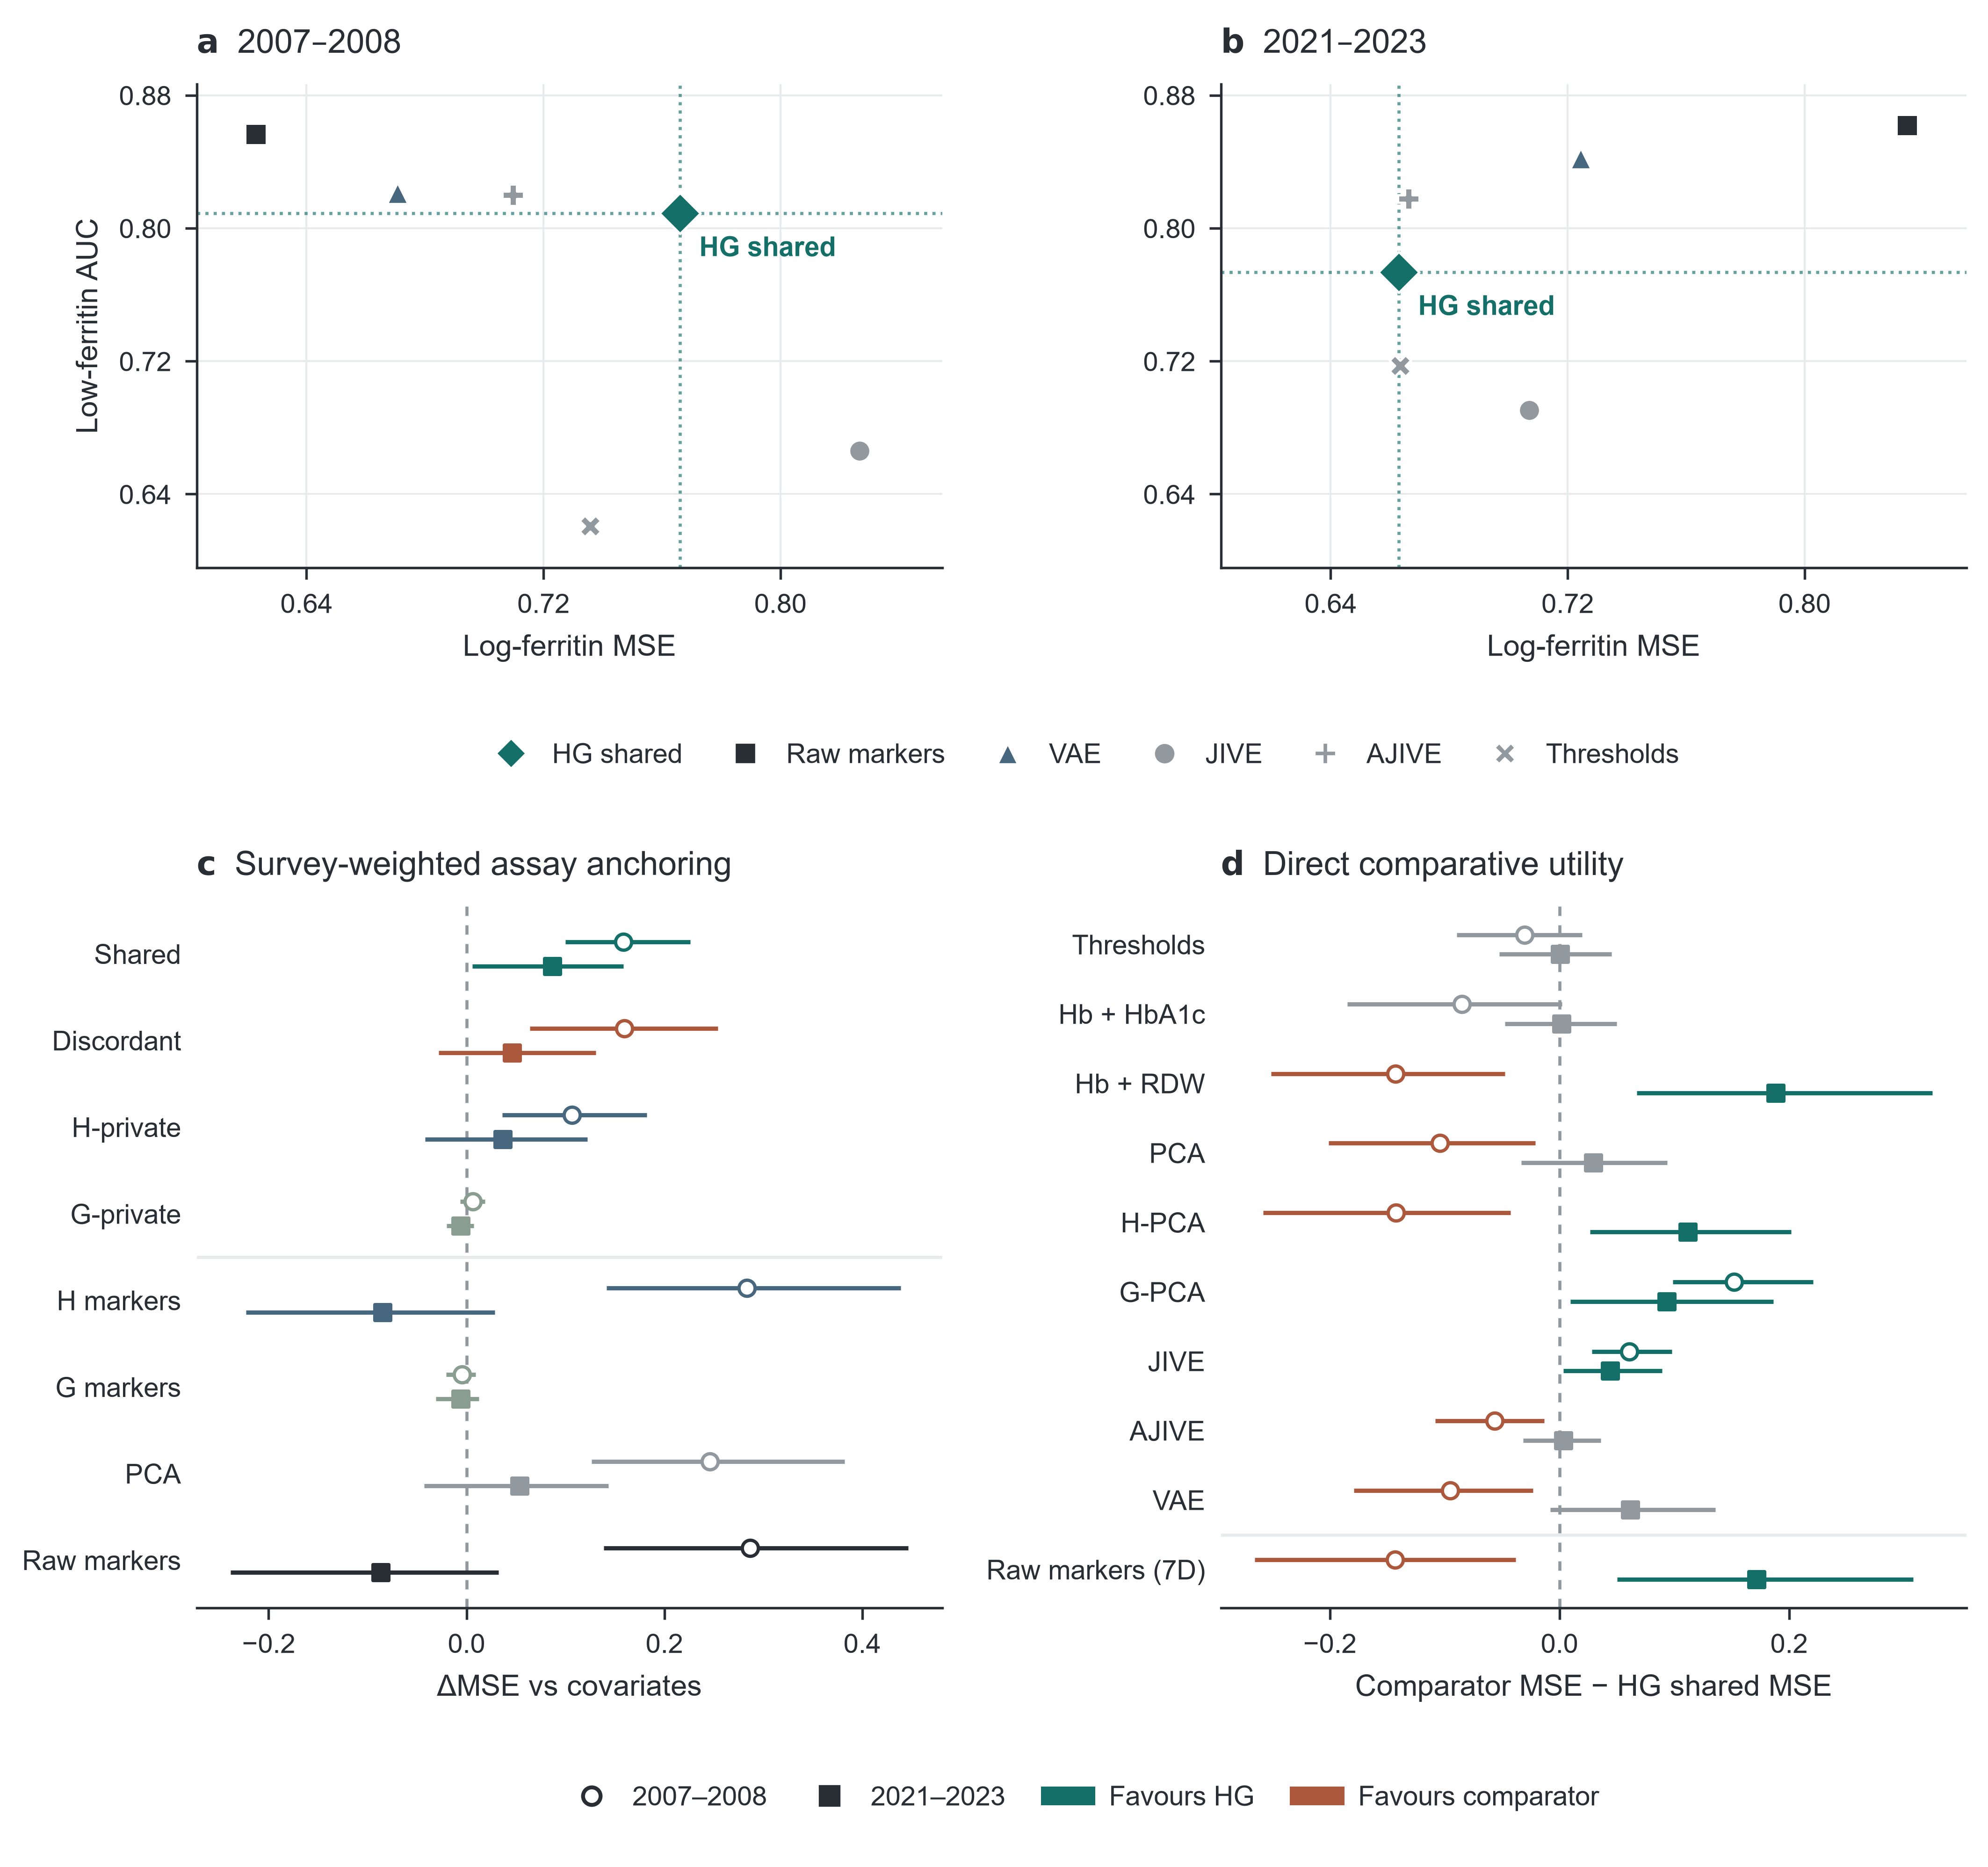 a 2007–2008
0.88
0.80
0.72
0.64
Low-ferritin AUC
HG shared
0.64 0.72 0.80
Log-ferritin MSE
b 2021–2023
0.88
0.80
0.72
0.64
HG shared
0.64 0.72 0.80
Log-ferritin MSE
HG shared Raw markers VAE JIVE AJIVE Thresholds
c Survey-weighted assay anchoring
Shared
Discordant
H-private
G-private
H markers
G markers
PCA
Raw markers
−0.2 0.0 0.2 0.4
ΔMSE vs covariates
d Direct comparative utility
Thresholds
Hb + HbA1c
Hb + RDW
PCA
H-PCA
G-PCA
JIVE
AJIVE
VAE
Raw markers (7D)
−0.2 0.0 0.2
Comparator MSE − HG shared MSE
2007–2008 2021–2023 Favours HG Favours comparator